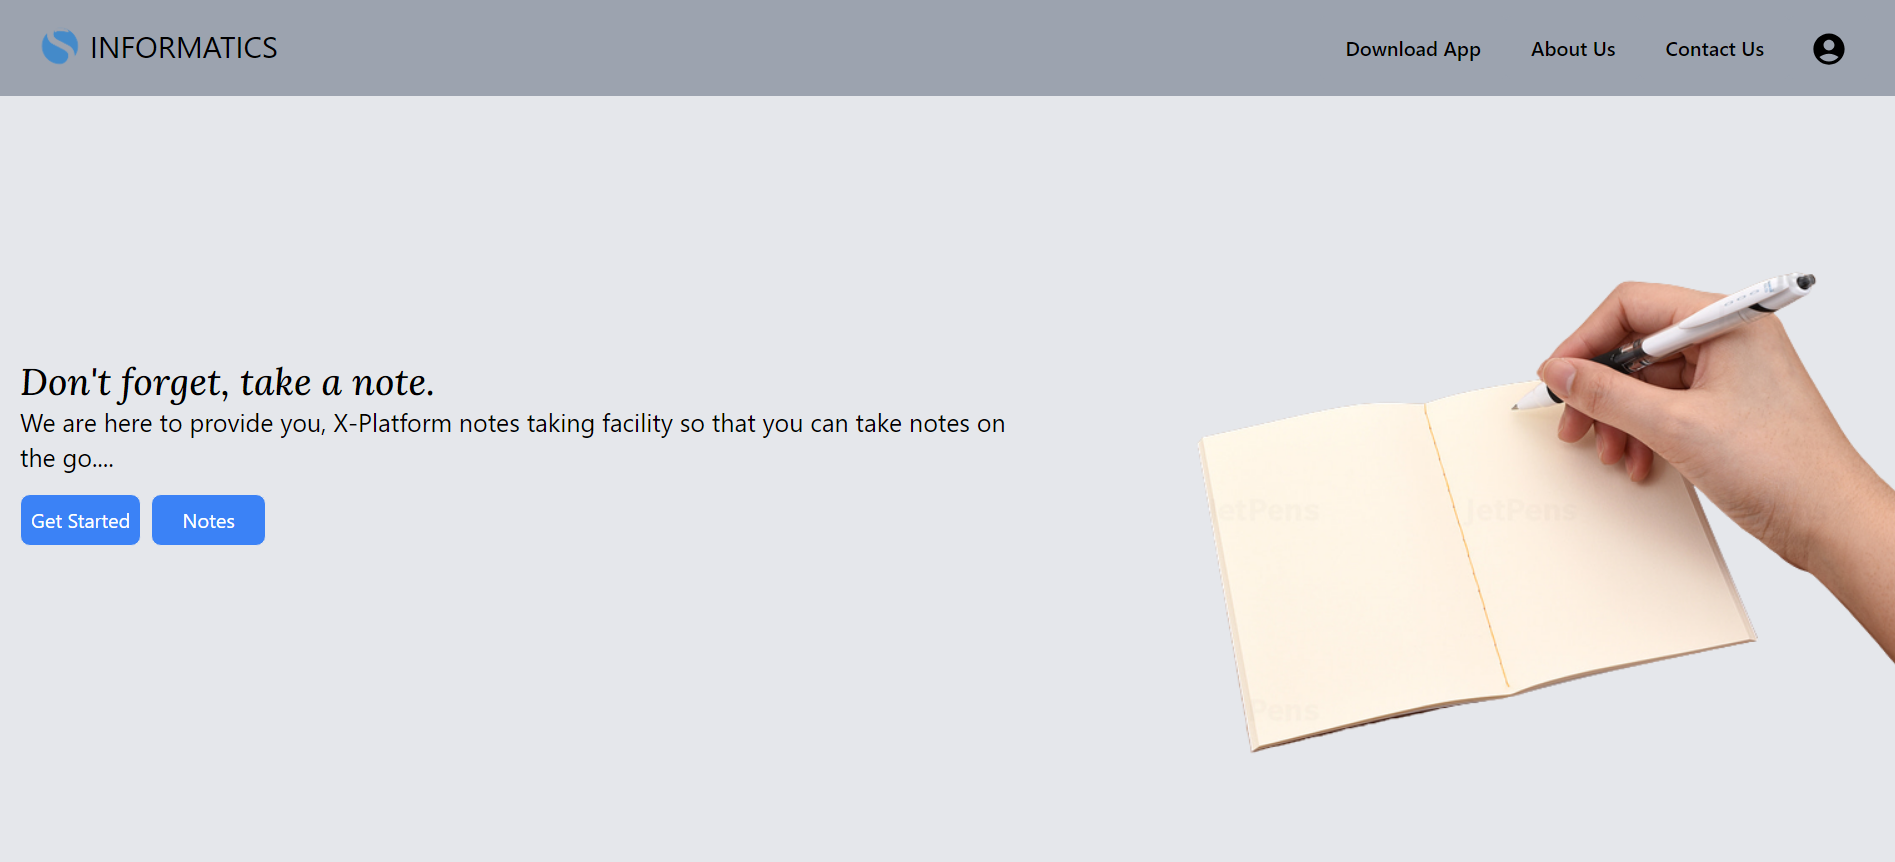 INFORMATICS
Download App
About Us
Contact Us
Don't forget, take a note.
We are here to provide you, X-Platform notes taking facility so that you can take notes on
the go....
Get Started
Notes
etPens
JetPens
Pens